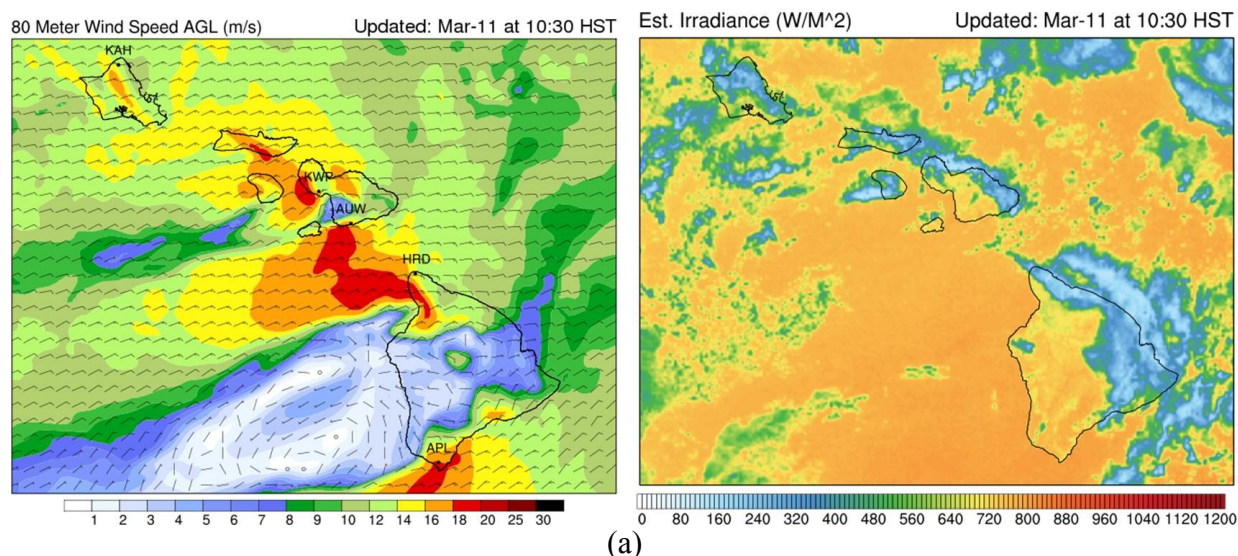 80 Meter Wind Speed AGL (m/s) Updated: Mar-11 at 10:30 HST
KAH
KWP
AUW
HRD
APL
1 2 3 4 5 6 7 8 9 10 12 14 16 18 20 25 30
Est. Irradiance (W/M^2) Updated: Mar-11 at 10:30 HST
0 80 160 240 320 400 480 560 640 720 800 880 960 1040 1120 1200
(a)